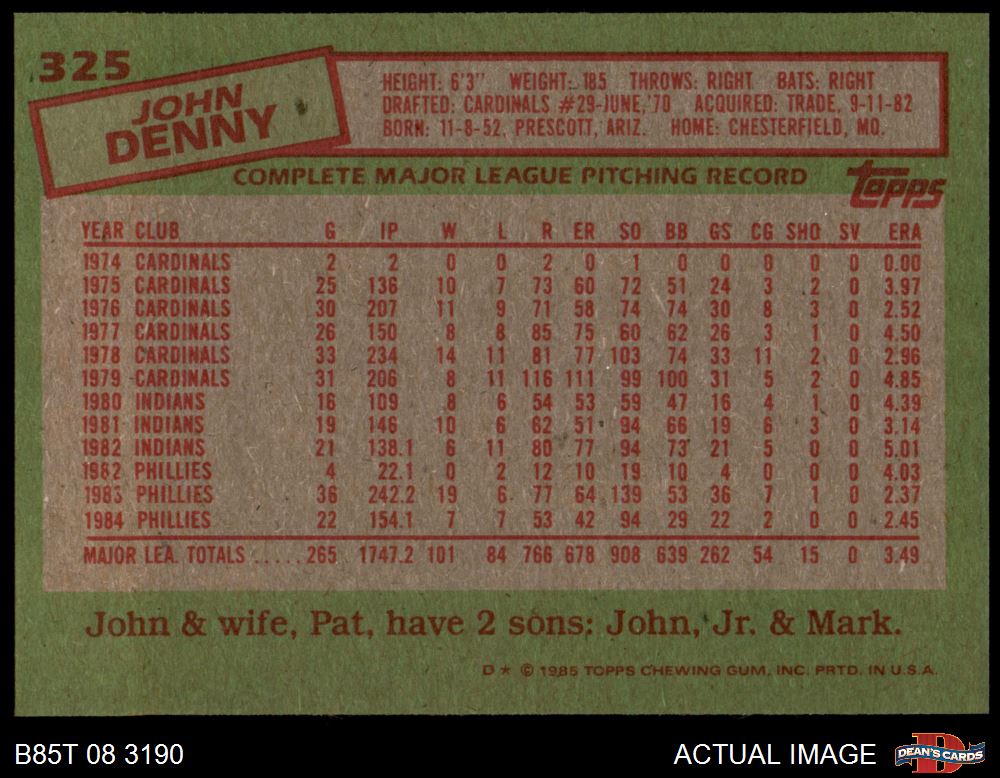 325
JOHN
DENNY
HEIGHT: 6'3" WEIGHT: 185 THROWS: RIGHT BATS: RIGHT
DRAFTED: CARDINALS #29-JUNE,'70 ACQUIRED: TRADE, 9-11-82
BORN: 11-8-52, PRESCOTT, ARIZ. HOME: CHESTERFIELD, MO.
COMPLETE MAJOR LEAGUE PITCHING RECORD
Topps
YEAR CLUB G IP W L R ER SO BB GS CG SHO SV ERA
1974 CARDINALS 2 2 0 0 2 0 1 0 0 0 0 0 0.00
1975 CARDINALS 25 136 10 7 73 60 72 51 24 3 2 0 3.97
1976 CARDINALS 30 207 11 9 71 58 74 74 30 8 3 0 2.52
1977 CARDINALS 26 150 8 8 85 75 60 62 26 3 1 0 4.50
1978 CARDINALS 33 234 14 11 81 77 103 74 33 11 2 0 2.96
1979 CARDINALS 31 206 8 11 116 111 99 100 31 5 2 0 4.85
1980 INDIANS 16 109 8 6 54 53 59 47 16 4 1 0 4.39
1981 INDIANS 19 146 10 6 62 51 94 66 19 6 3 0 3.14
1982 INDIANS 21 138.1 6 11 80 77 94 73 21 5 0 0 5.01
1982 PHILLIES 4 22.1 0 2 12 10 19 10 4 0 0 0 4.03
1983 PHILLIES 36 242.2 19 6 77 64 139 53 36 7 1 0 2.37
1984 PHILLIES 22 154.1 7 7 53 42 94 29 22 2 0 0 2.45
MAJOR LEA. TOTALS ..... 265 1747.2 101 84 766 678 908 639 262 54 15 0 3.49
John & wife, Pat, have 2 sons: John, Jr. & Mark.
D* © 1985 TOPPS CHEWING GUM, INC. PRTD. IN U.S.A.
B85T 08 3190
ACTUAL IMAGE
D
DEAN'S CARDS